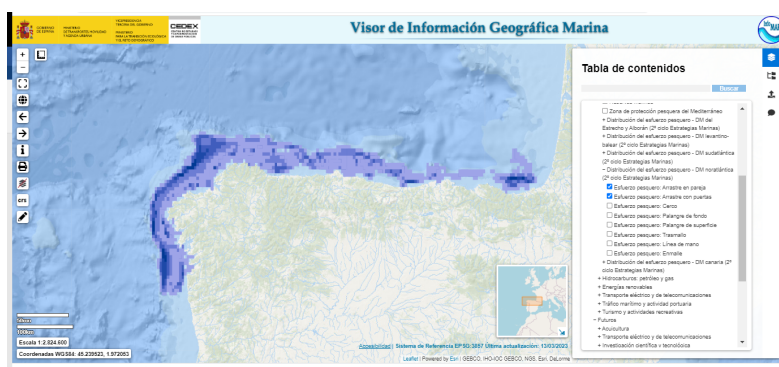 GOBIERNO DE ESPAÑA
MINISTERIO DE TRANSPORTES, MOVILIDAD Y AGENDA URBANA
VICEPRESIDENCIA TERCERA DEL GOBIERNO
MINISTERIO PARA LA TRANSICIÓN ECOLÓGICA Y EL RETO DEMOGRÁFICO
CEDEX
Visor de Información Geográfica Marina
+
−
crs
50km
100km
Escala 1:2.824.600
Coordenadas WGS84: 45.239523, 1.972053
Accesibilidad | Sistema de Referencia EPSG:3857 Última actualización: 13/03/2023
Leaflet | Powered by Esri | GEBCO, IHO-IOC GEBCO, NGS, Esri, DeLorme
Tabla de contenidos
Buscar
Zona de protección pesquera del Mediterráneo
+ Distribución del esfuerzo pesquero - DM del
Estrecho y Alborán (2º ciclo Estrategias Marinas)
+ Distribución del esfuerzo pesquero - DM levantino-
balear (2º ciclo Estrategias Marinas)
+ Distribución del esfuerzo pesquero - DM sudatlántica
(2º ciclo Estrategias Marinas)
− Distribución del esfuerzo pesquero - DM noratlántica
(2º ciclo Estrategias Marinas)
Esfuerzo pesquero: Arrastre en pareja
Esfuerzo pesquero: Arrastre con puertas
Esfuerzo pesquero: Cerco
Esfuerzo pesquero: Palangre de fondo
Esfuerzo pesquero: Palangre de superficie
Esfuerzo pesquero: Trasmallo
Esfuerzo pesquero: Línea de mano
Esfuerzo pesquero: Enmalle
+ Distribución del esfuerzo pesquero - DM canaria (2º
ciclo Estrategias Marinas)
+ Hidrocarburos: petróleo y gas
+ Energías renovables
+ Transporte eléctrico y de telecomunicaciones
+ Tráfico marítimo y actividad portuaria
+ Turismo y actividades recreativas
− Futuros
+ Acuicultura
+ Transporte eléctrico y de telecomunicaciones
+ Investigación científica y tecnológica